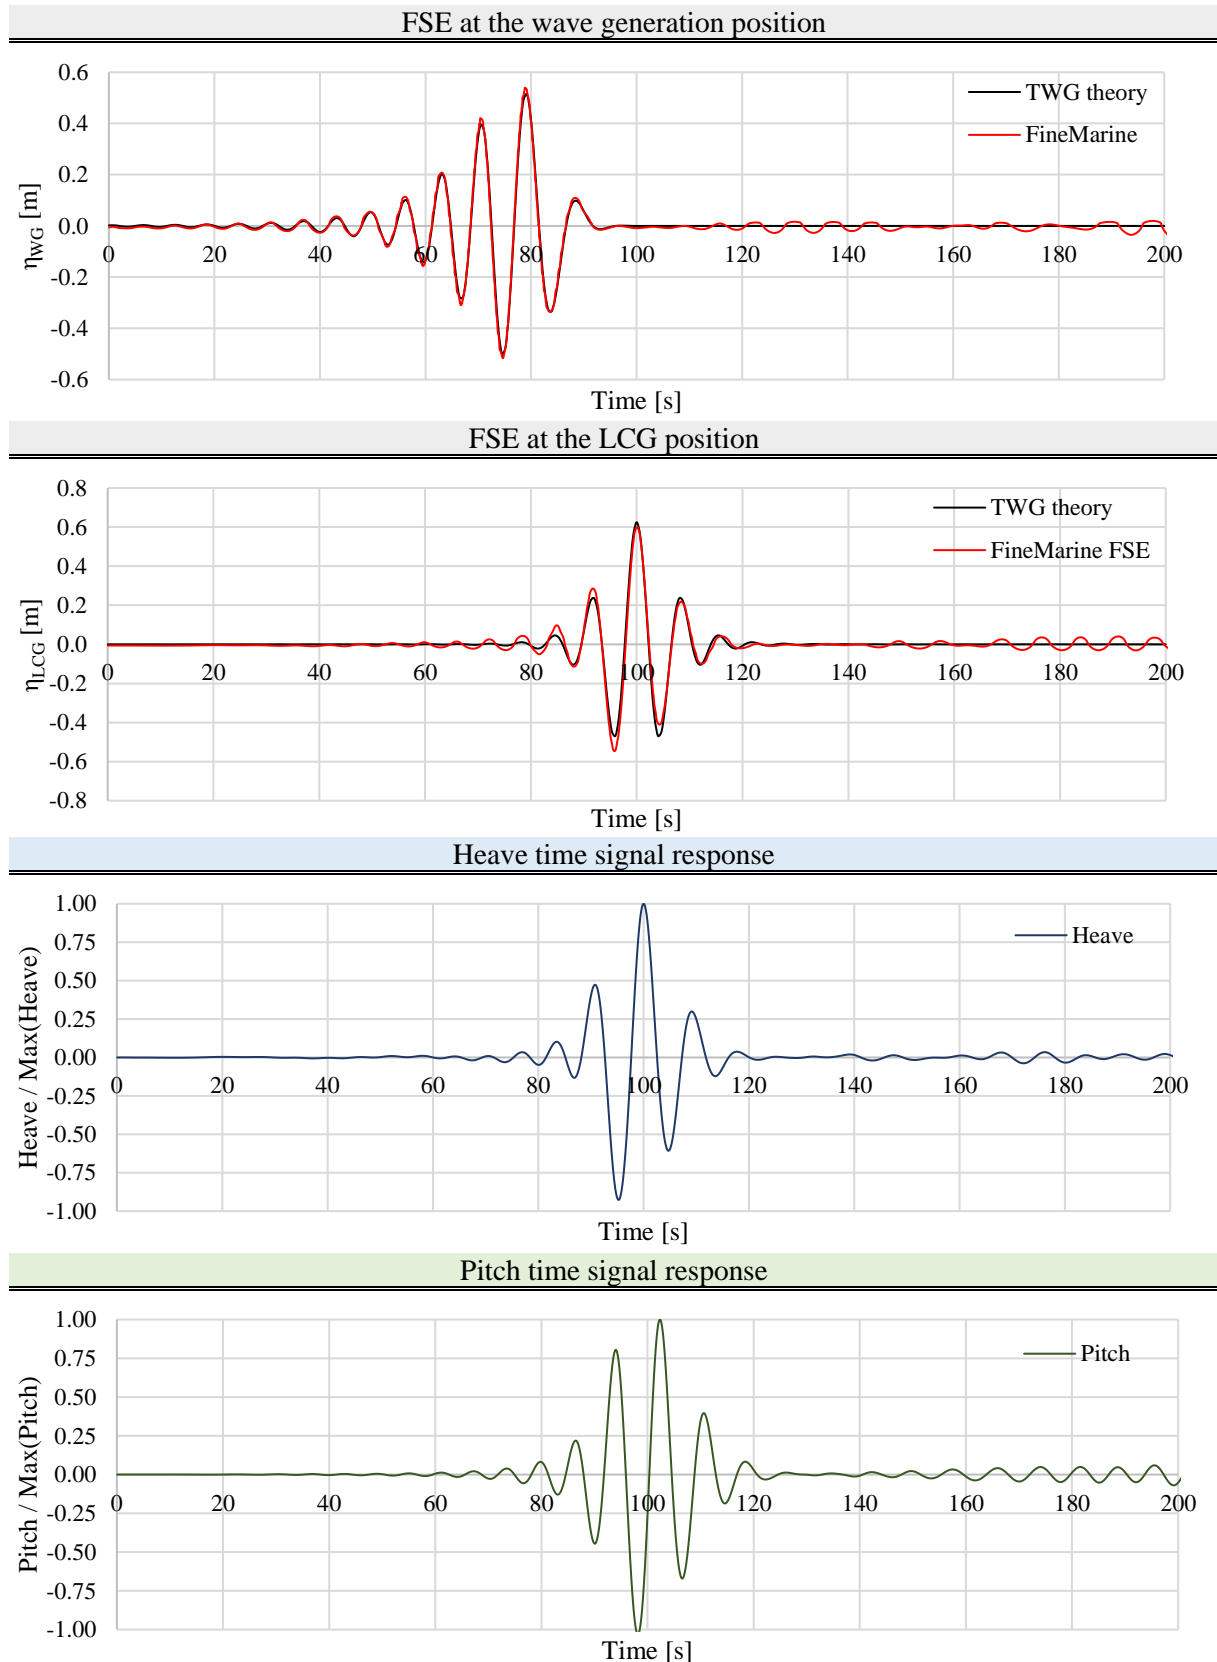 FSE at the wave generation position
0.6
0.4
0.2
0.0
-0.2
-0.4
-0.6
0 20 40 60 80 100 120 140 160 180 200
ηWG [m]
Time [s]
TWG theory
FineMarine
FSE at the LCG position
0.8
0.6
0.4
0.2
0.0
-0.2
-0.4
-0.6
-0.8
0 20 40 60 80 100 120 140 160 180 200
ηLCG [m]
Time [s]
TWG theory
FineMarine FSE
Heave time signal response
1.00
0.75
0.50
0.25
0.00
-0.25
-0.50
-0.75
-1.00
0 20 40 60 80 100 120 140 160 180 200
Heave / Max(Heave)
Time [s]
Heave
Pitch time signal response
1.00
0.75
0.50
0.25
0.00
-0.25
-0.50
-0.75
-1.00
0 20 40 60 80 100 120 140 160 180 200
Pitch / Max(Pitch)
Time [s]
Pitch